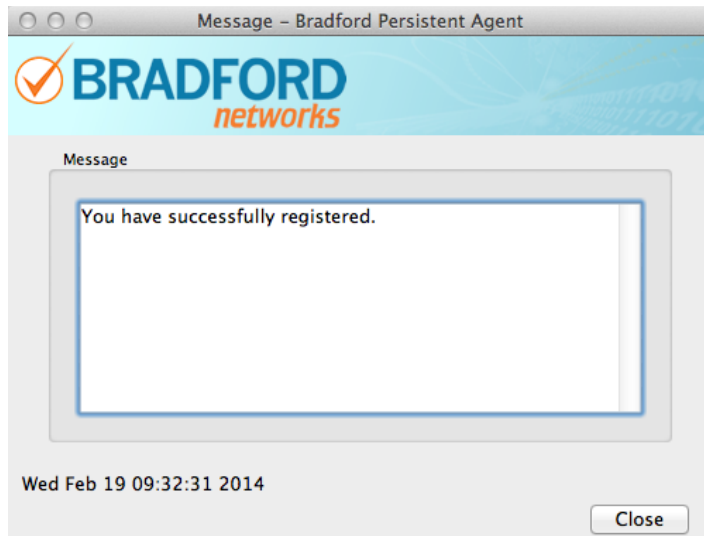 Message – Bradford Persistent Agent
BRADFORD
networks
Message
You have successfully registered.
Wed Feb 19 09:32:31 2014
Close